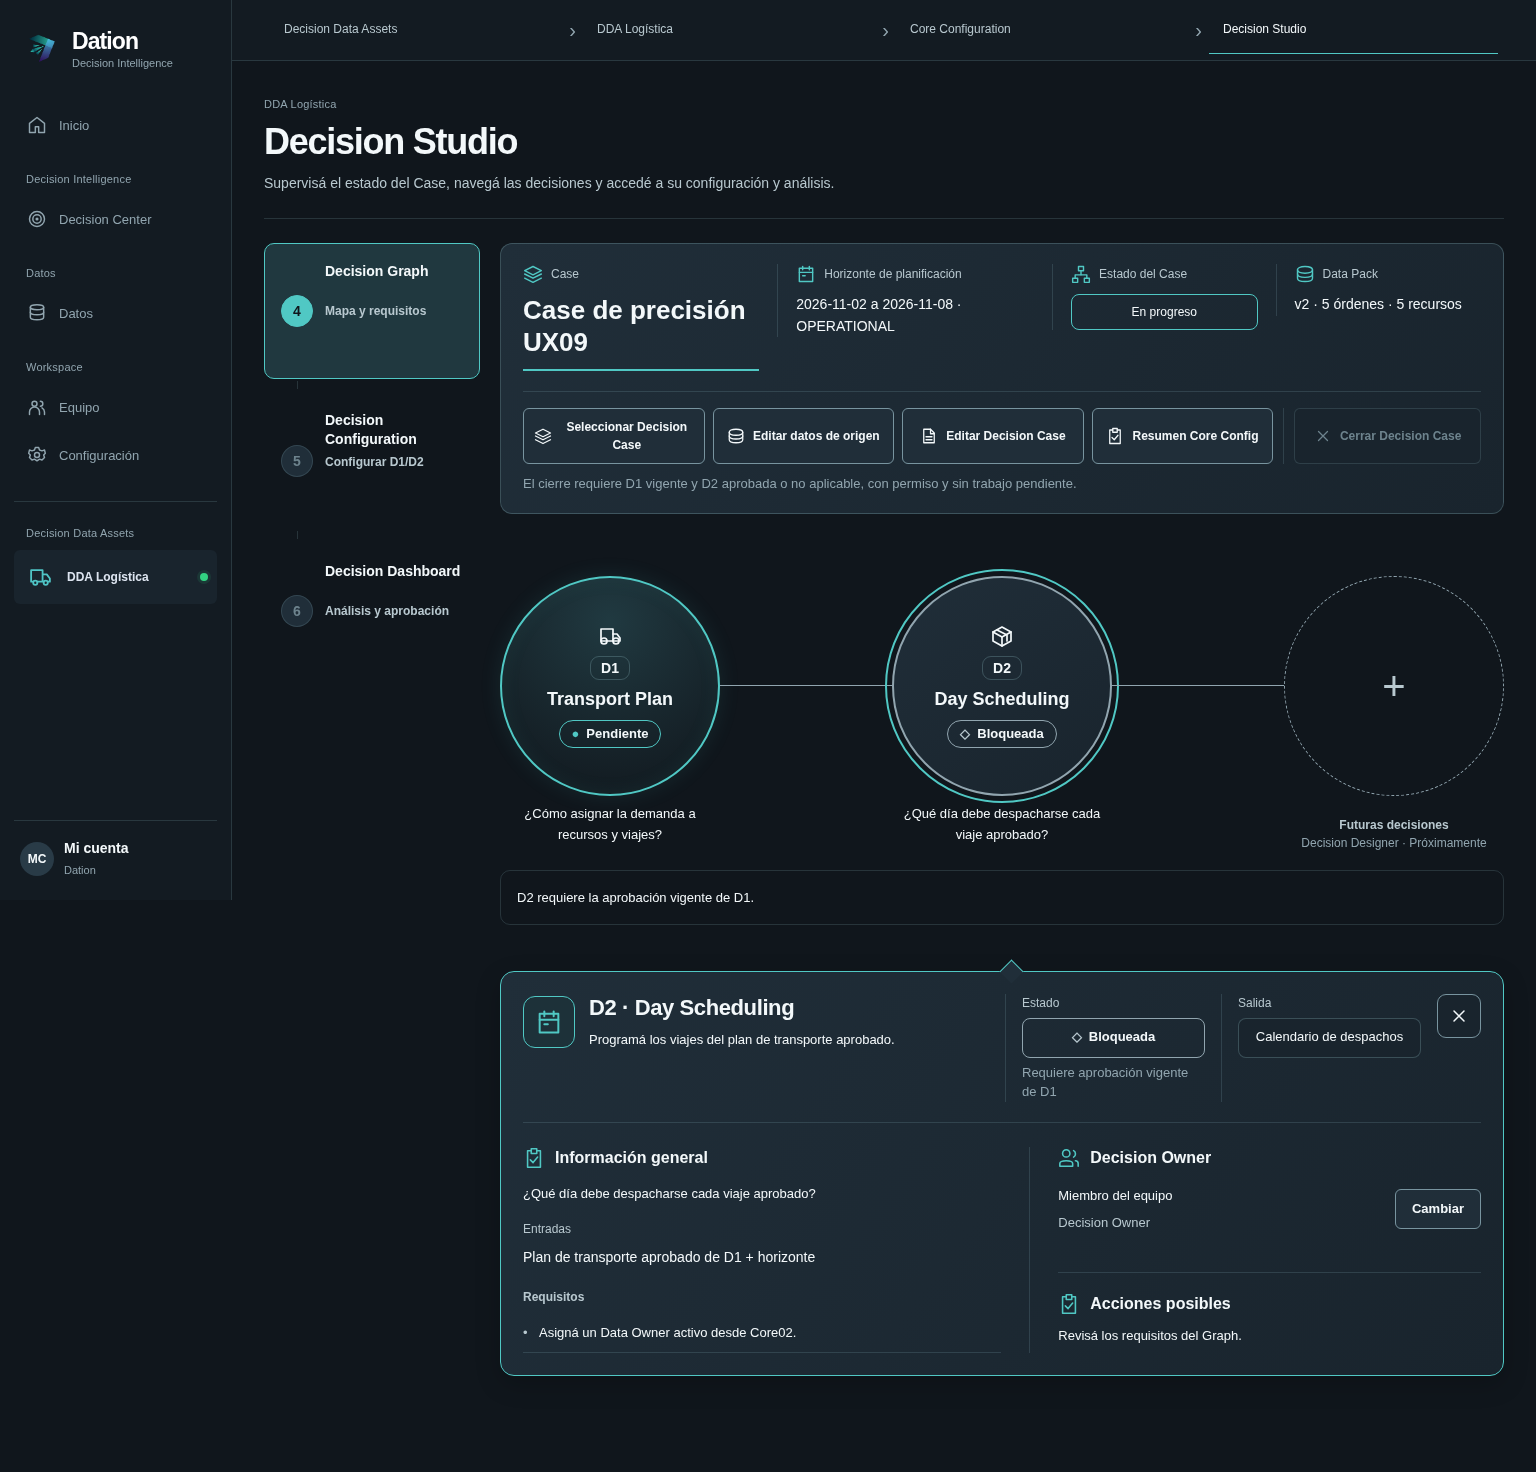 Dation
Decision Intelligence
Inicio
Decision Intelligence
Decision Center
Datos
Datos
Workspace
Equipo
Configuración
Decision Data Assets
DDA Logística
MC
Mi cuenta
Dation
Decision Data Assets
DDA Logística
Core Configuration
Decision Studio
DDA Logística
Decision Studio
Supervisá el estado del Case, navegá las decisiones y accedé a su configuración y análisis.
Decision Graph
4
Mapa y requisitos
Decision
Configuration
5
Configurar D1/D2
Decision Dashboard
6
Análisis y aprobación
Case
Case de precisión
UX09
Horizonte de planificación
2026-11-02 a 2026-11-08 ·
OPERATIONAL
Estado del Case
En progreso
Data Pack
v2 · 5 órdenes · 5 recursos
Seleccionar Decision
Case
Editar datos de origen
Editar Decision Case
Resumen Core Config
Cerrar Decision Case
El cierre requiere D1 vigente y D2 aprobada o no aplicable, con permiso y sin trabajo pendiente.
D1
Transport Plan
Pendiente
¿Cómo asignar la demanda a
recursos y viajes?
D2
Day Scheduling
Bloqueada
¿Qué día debe despacharse cada
viaje aprobado?
Futuras decisiones
Decision Designer · Próximamente
D2 requiere la aprobación vigente de D1.
D2 · Day Scheduling
Programá los viajes del plan de transporte aprobado.
Estado
Bloqueada
Requiere aprobación vigente
de D1
Salida
Calendario de despachos
Información general
¿Qué día debe despacharse cada viaje aprobado?
Entradas
Plan de transporte aprobado de D1 + horizonte
Requisitos
• Asigná un Data Owner activo desde Core02.
Decision Owner
Miembro del equipo
Decision Owner
Cambiar
Acciones posibles
Revisá los requisitos del Graph.